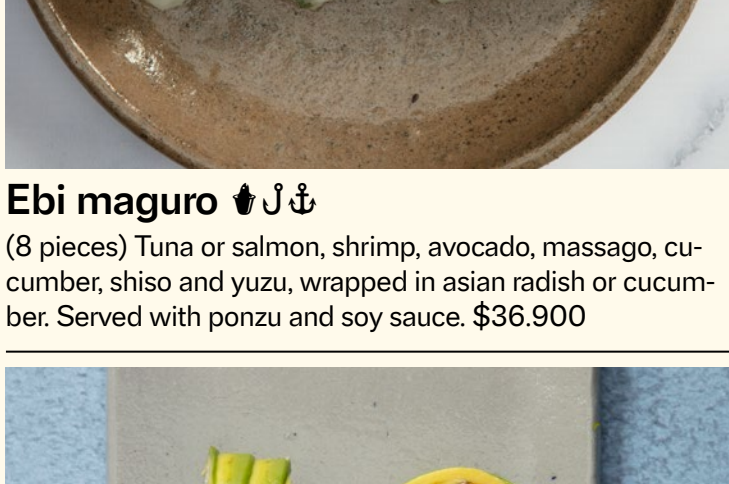 Ebi maguro
(8 pieces) Tuna or salmon, shrimp, avocado, massago, cu-
cumber, shiso and yuzu, wrapped in asian radish or cucum-
ber. Served with ponzu and soy sauce. $36.900